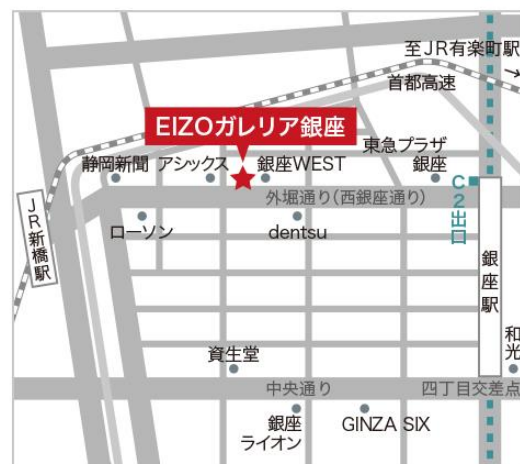 至JR有楽町駅
首都高速
EIZOガレリア銀座
東急プラザ
銀座
静岡新聞
アシックス
銀座WEST
外堀通り(西銀座通り)
C2出口
JR新橋駅
ローソン
dentsu
銀座駅
和光
資生堂
中央通り
四丁目交差点
銀座
ライオン
GINZA SIX